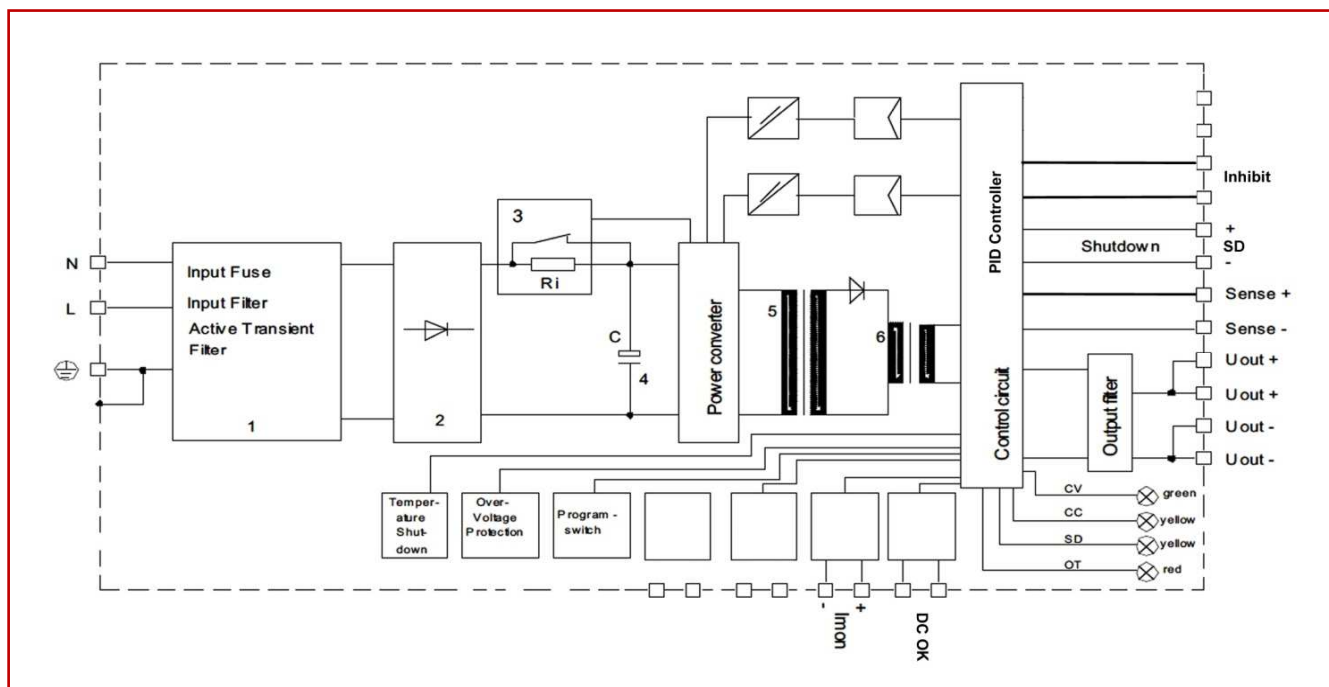 N
L
Input Fuse
Input Filter
Active Transient
Filter
1
2
3
Ri
C
4
Power converter
5
6
PID Controller
Control circuit
Inhibit
+
Shutdown
SD
-
Sense +
Sense -
Uout +
Uout +
Uout -
Uout -
Output filter
CV
green
CC
yellow
SD
yellow
OT
red
Temper-
ature
Shut-
down
Over-
Voltage
Protection
Program -
switch
- +
Imon
DC OK